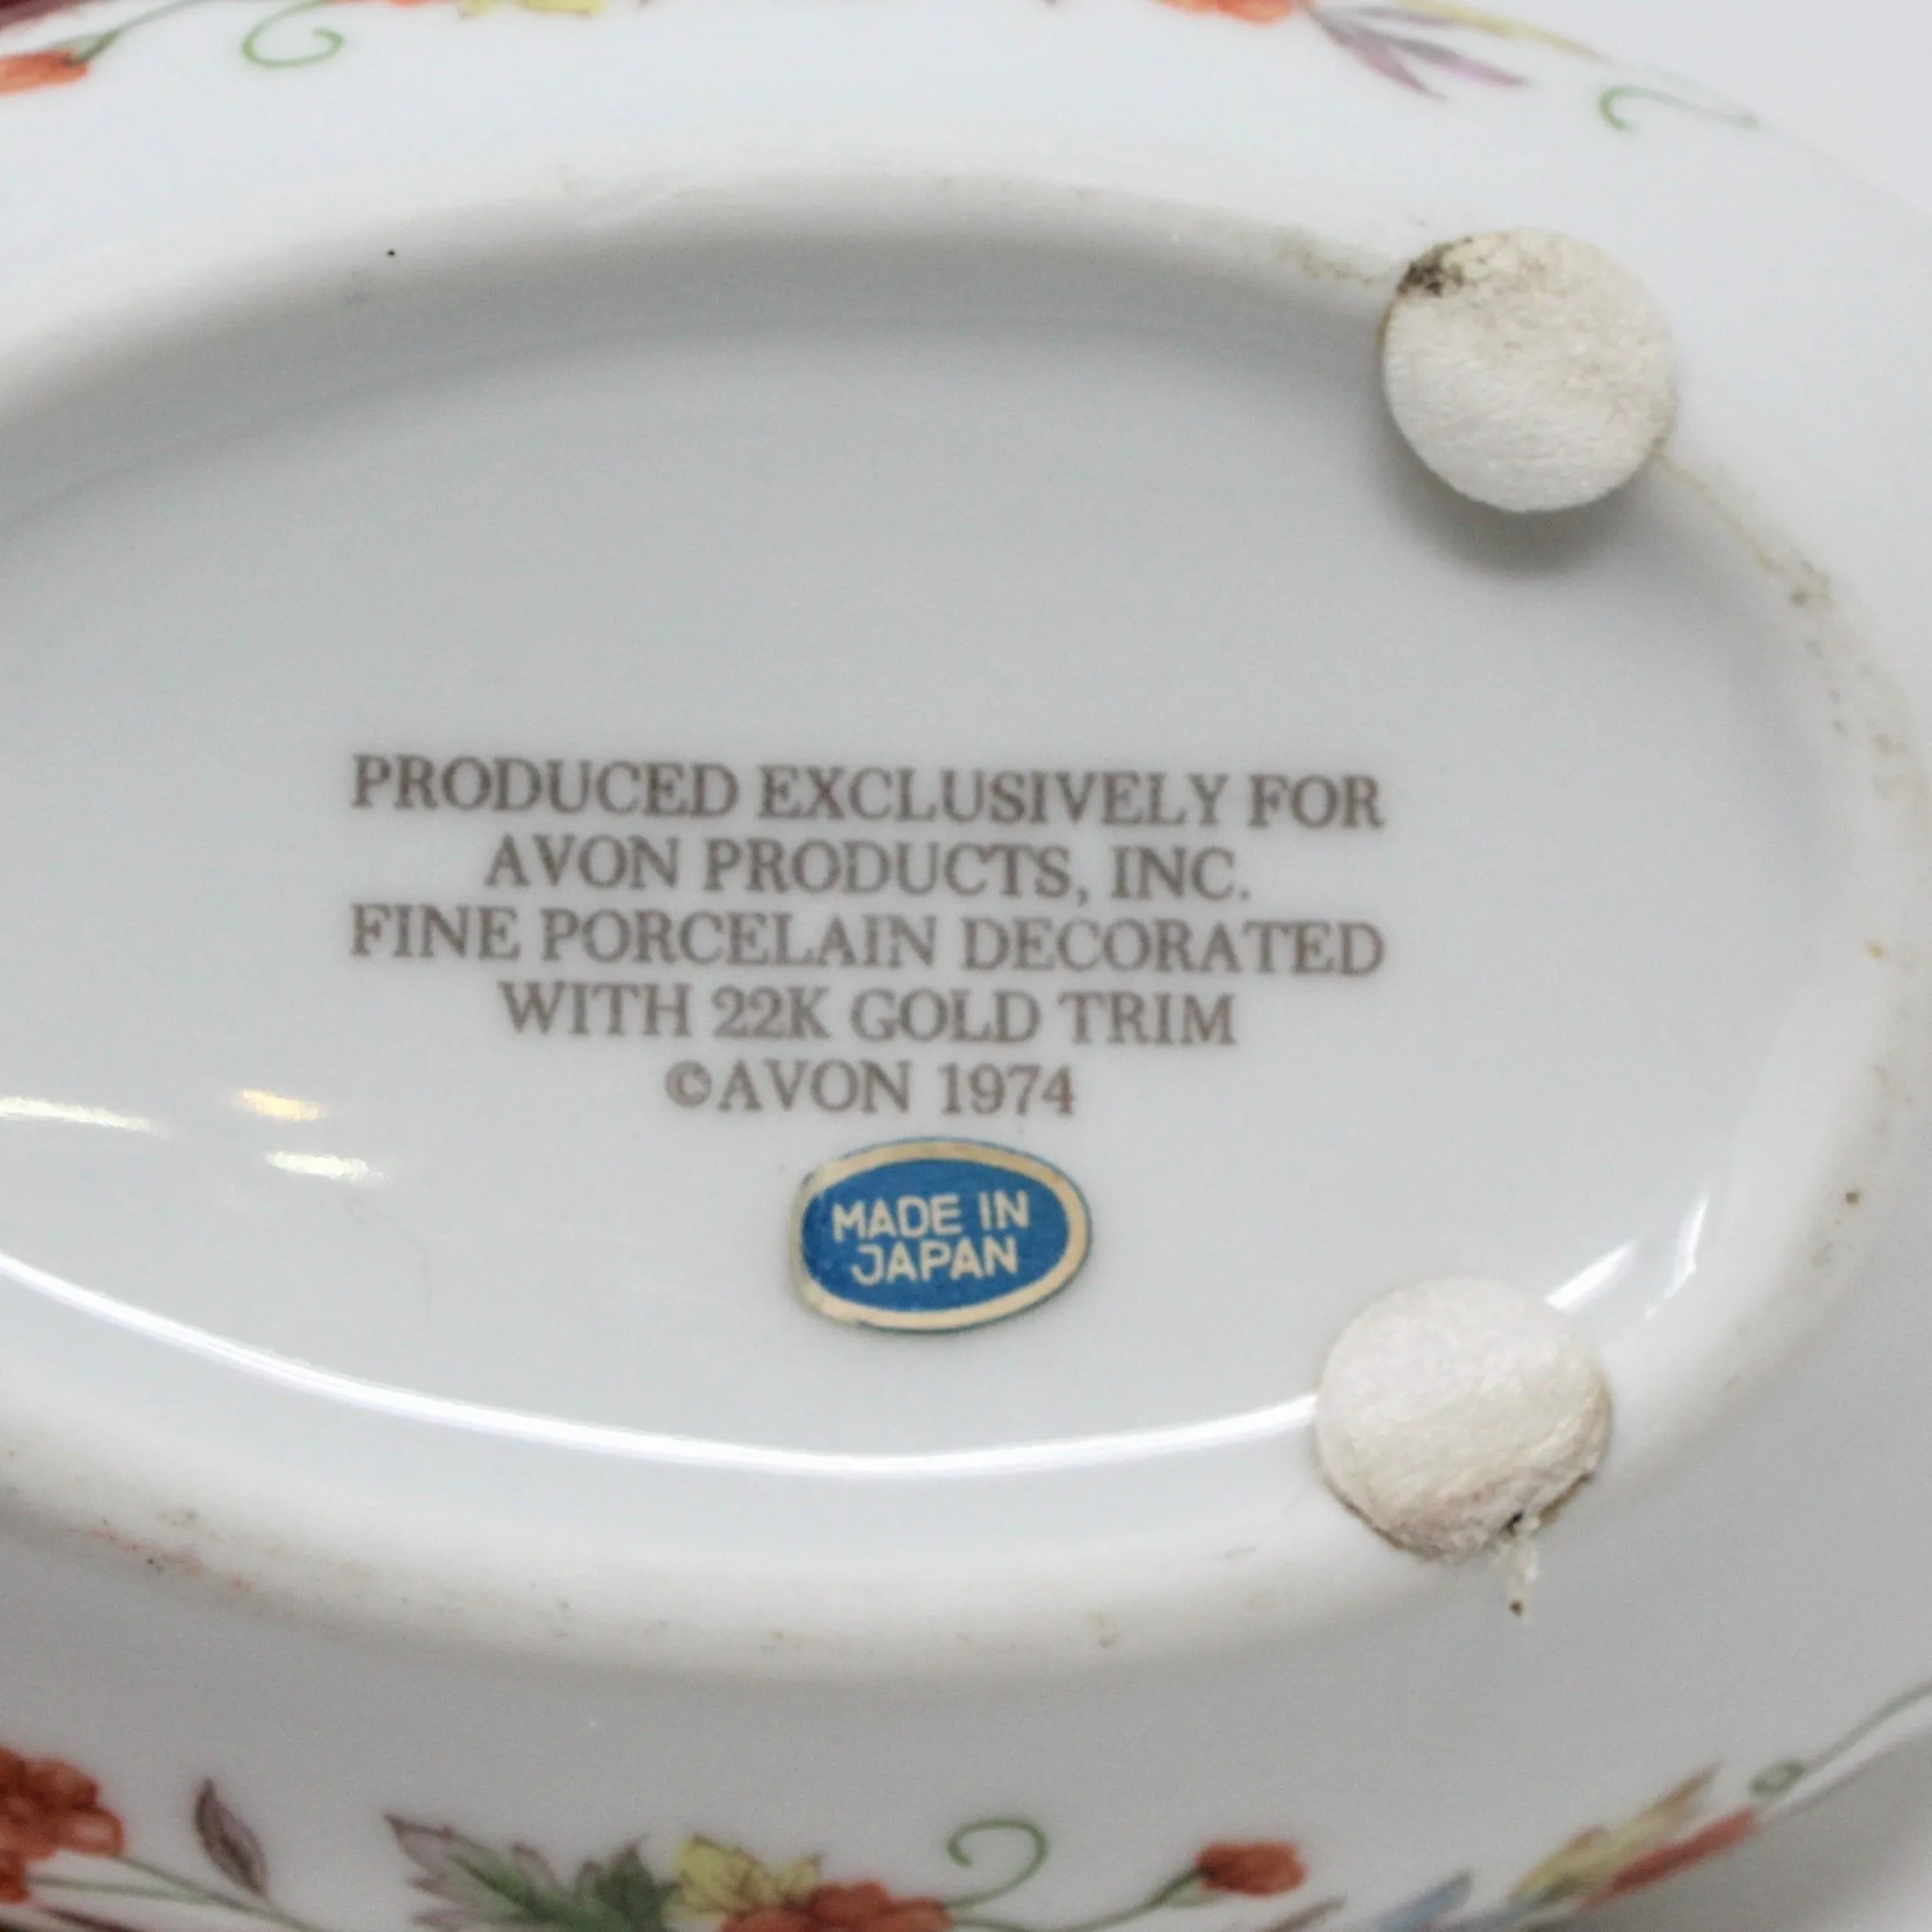 PRODUCED EXCLUSIVELY FOR
AVON PRODUCTS, INC.
FINE PORCELAIN DECORATED
WITH 22K GOLD TRIM
©AVON 1974
MADE IN
JAPAN